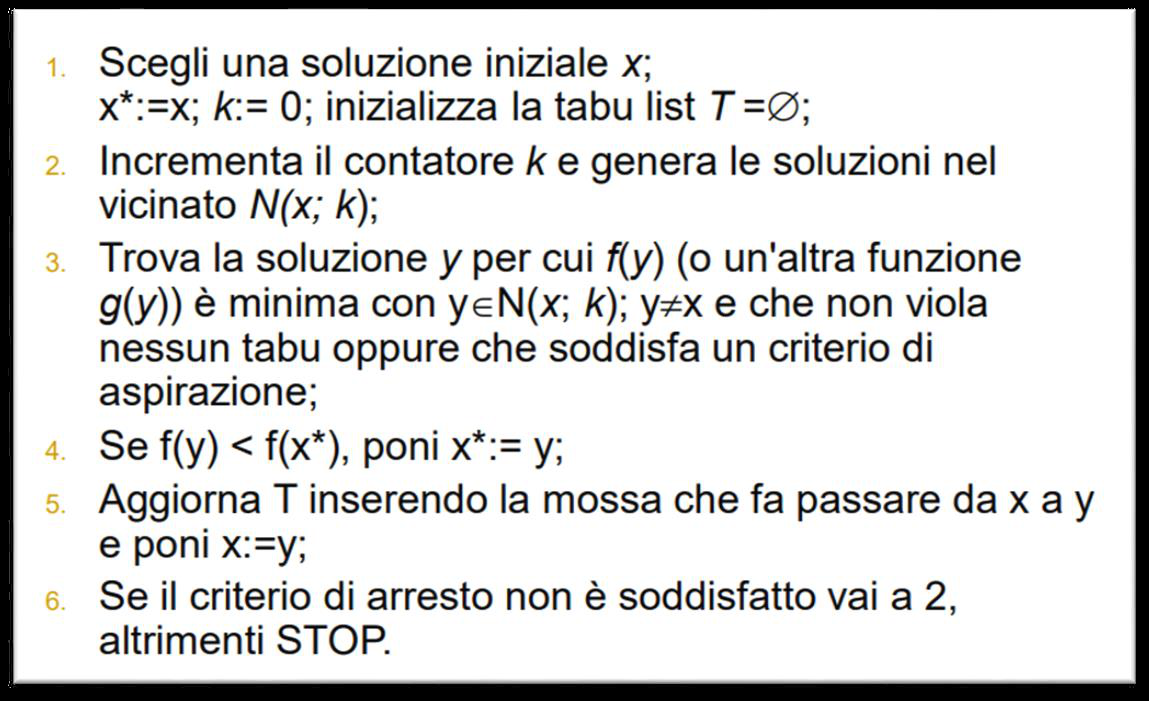 1. Scegli una soluzione iniziale x;
x*:=x; k:= 0; inizializza la tabu list T =∅;
2. Incrementa il contatore k e genera le soluzioni nel
vicinato N(x; k);
3. Trova la soluzione y per cui f(y) (o un'altra funzione
g(y)) è minima con y∈N(x; k); y≠x e che non viola
nessun tabu oppure che soddisfa un criterio di
aspirazione;
4. Se f(y) < f(x*), poni x*:= y;
5. Aggiorna T inserendo la mossa che fa passare da x a y
e poni x:=y;
6. Se il criterio di arresto non è soddisfatto vai a 2,
altrimenti STOP.